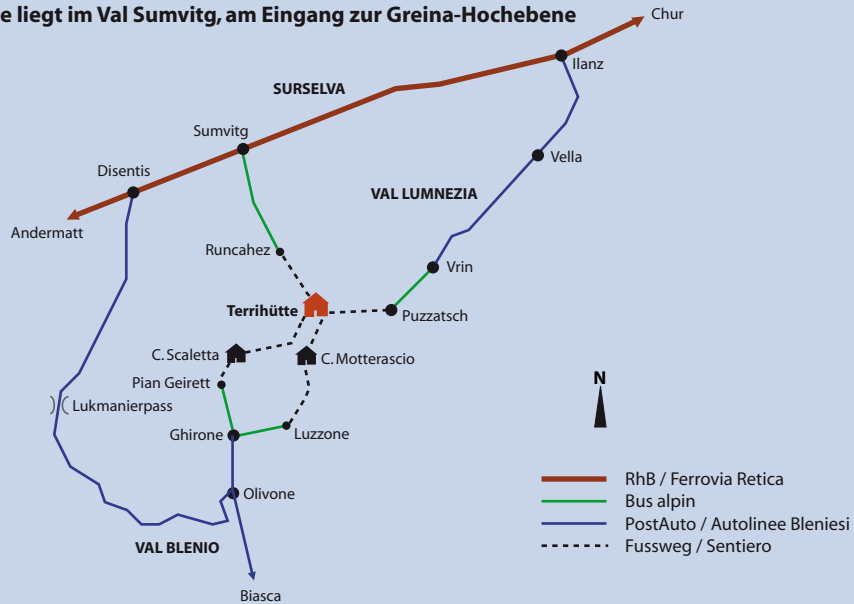 e liegt im Val Sumvitg, am Eingang zur Greina-Hochebene
Chur
Ilanz
SURSELVA
Sumvitg
Vella
Disentis
VAL LUMNEZIA
Andermatt
Runcahez
Vrin
Terrihütte
Puzzatsch
C. Scaletta
C. Motterascio
Pian Geirett
N
Lukmanierpass
Ghirone
Luzzone
RhB / Ferrovia Retica
Olivone
Bus alpin
PostAuto / Autolinee Bleniesi
VAL BLENIO
Fussweg / Sentiero
Biasca